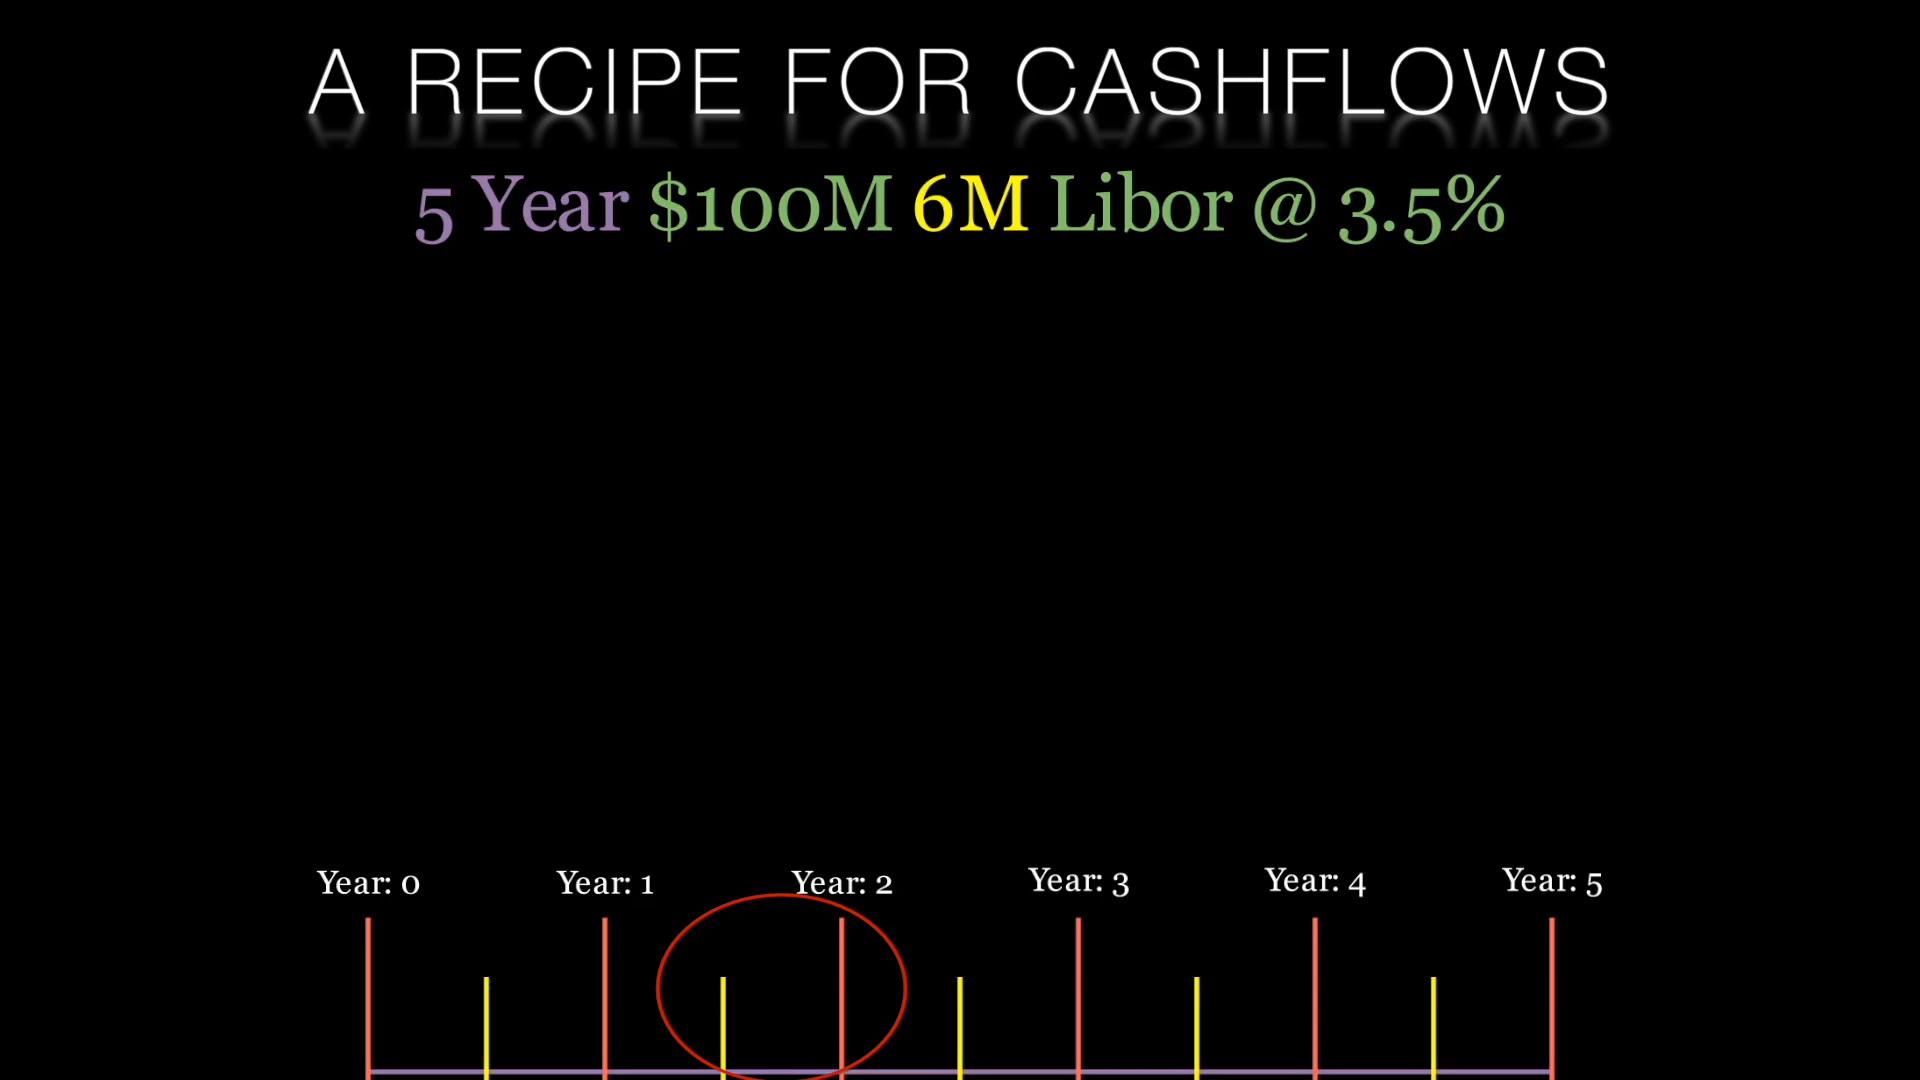 A RECIPE FOR CASHFLOWS
5 Year $100M 6M Libor @ 3.5%
Year: 0 Year: 1 Year: 2 Year: 3 Year: 4 Year: 5